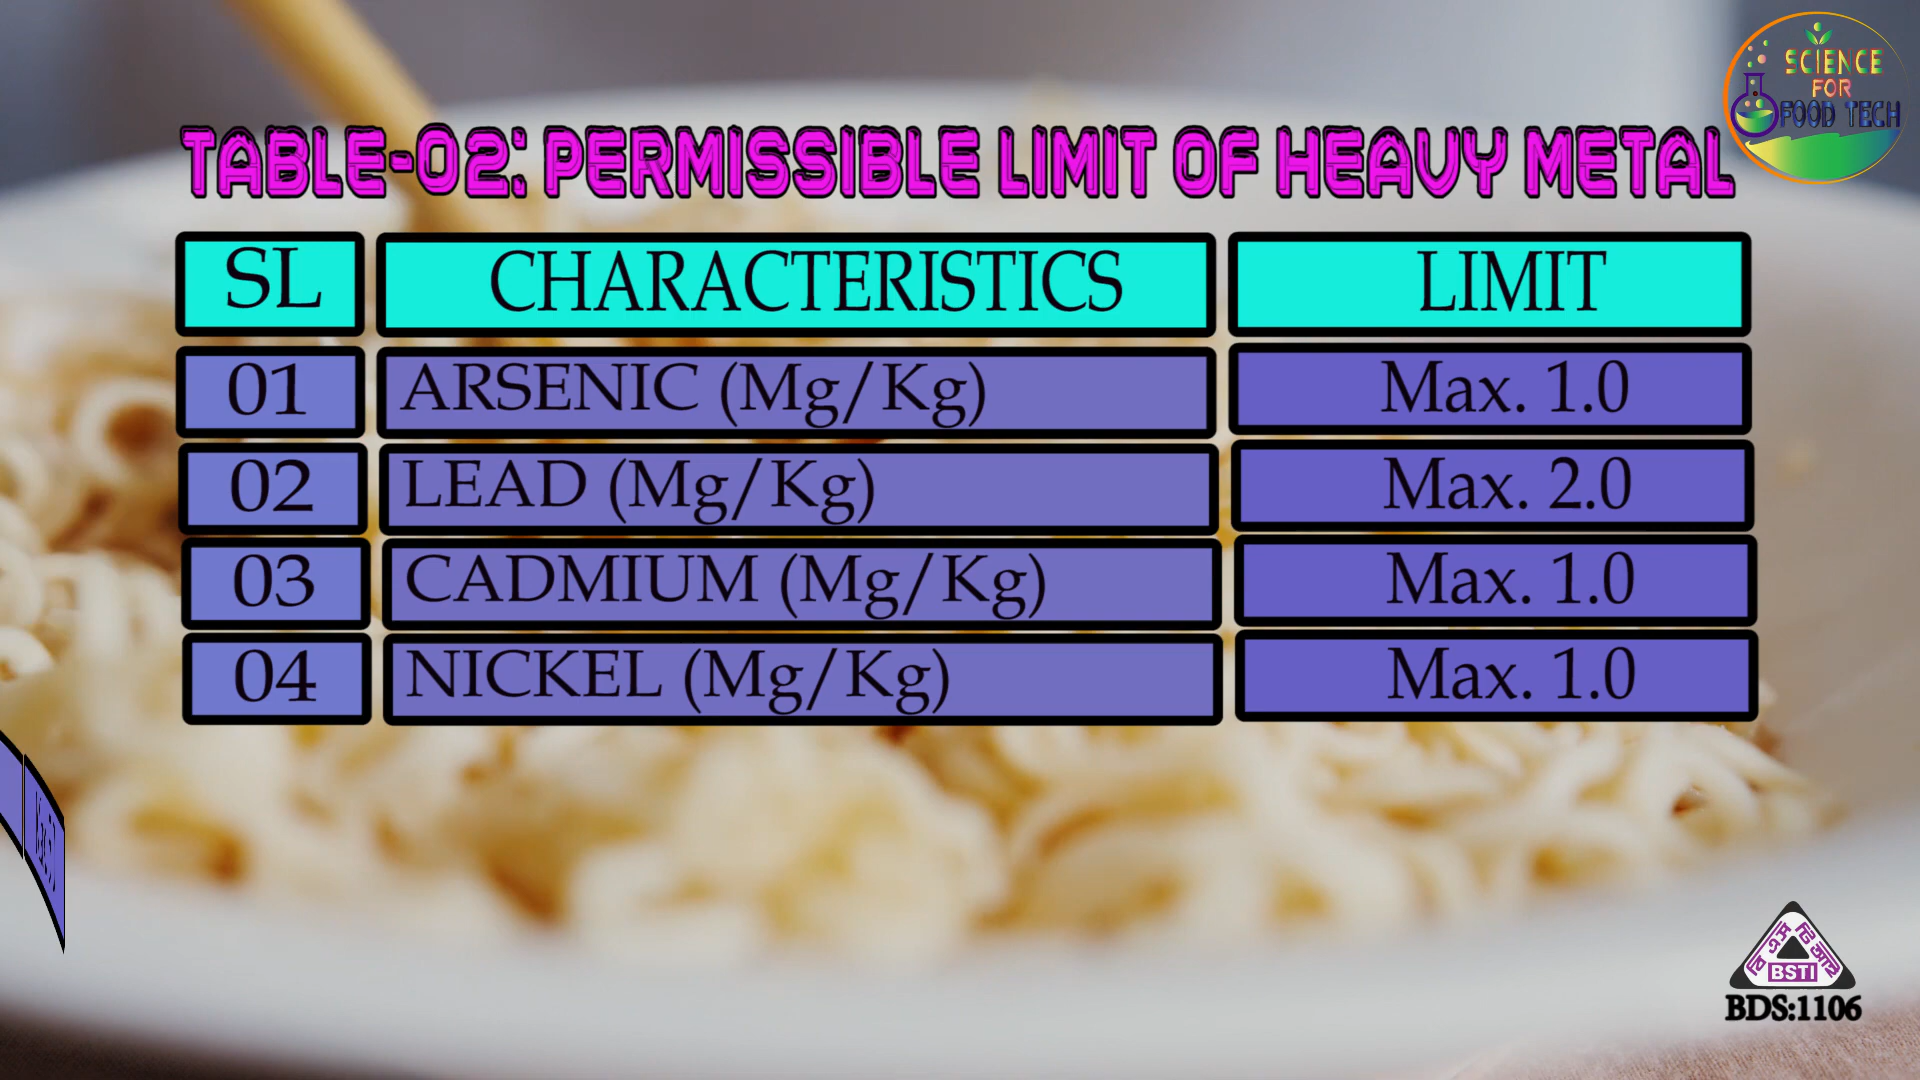 SCIENCE
FOR
FOOD TECH
TABLE-02: PERMISSIBLE LIMIT OF HEAVY METAL
SL CHARACTERISTICS LIMIT
01 ARSENIC (Mg/Kg) Max. 1.0
02 LEAD (Mg/Kg) Max. 2.0
03 CADMIUM (Mg/Kg) Max. 1.0
04 NICKEL (Mg/Kg) Max. 1.0
বি এস টি আই
BSTI
BDS:1106